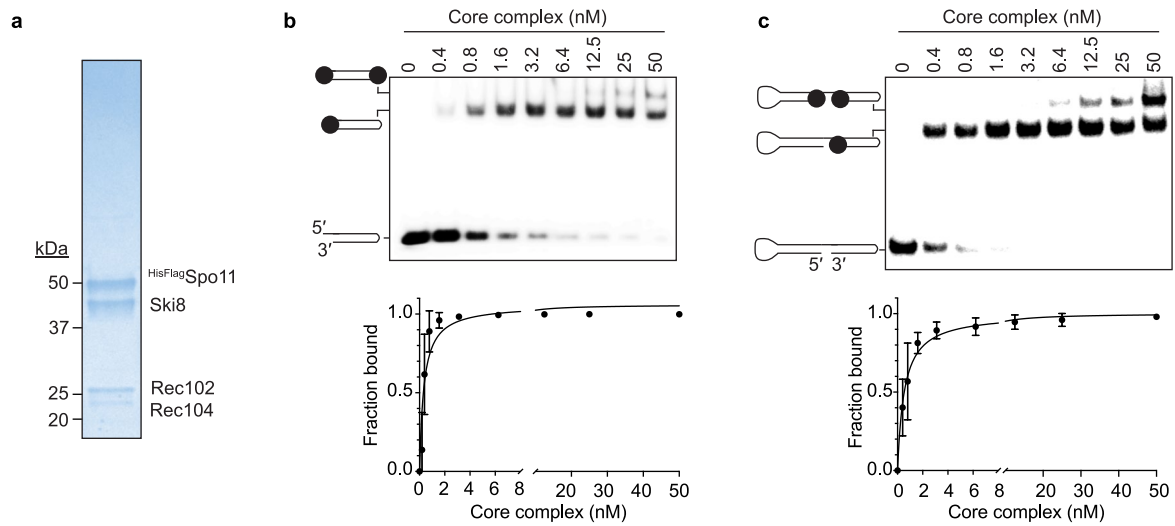 a
kDa
50
37
25
20
HisFlagSpo11
Ski8
Rec102
Rec104
b
Core complex (nM)
0 0.4 0.8 1.6 3.2 6.4 12.5 25 50
5′
3′
Fraction bound
1.0
0.5
0.0
0 2 4 6 8 20 30 40 50
Core complex (nM)
c
Core complex (nM)
0 0.4 0.8 1.6 3.2 6.4 12.5 25 50
5′ 3′
Fraction bound
1.0
0.5
0.0
0 2 4 6 8 20 30 40 50
Core complex (nM)